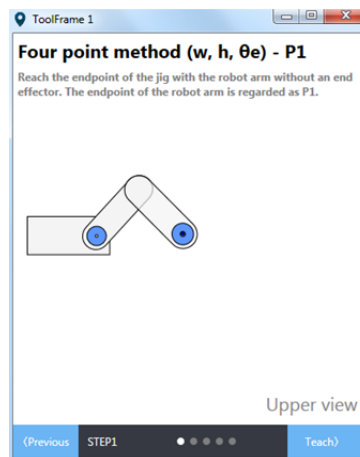 ToolFrame 1
Four point method (w, h, θe) - P1
Reach the endpoint of the jig with the robot arm without an end
effector. The endpoint of the robot arm is regarded as P1.
Upper view
〈Previous STEP1 Teach〉